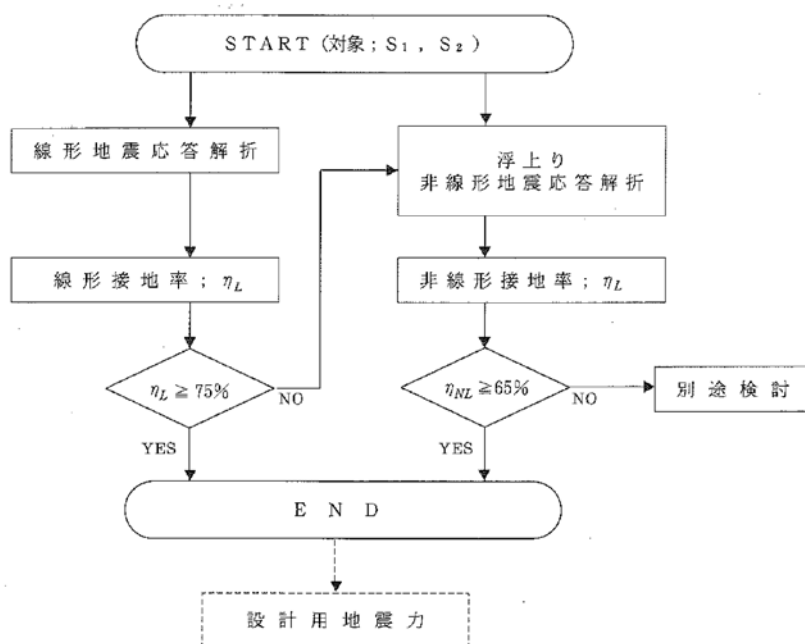 START (対象; S₁, S₂)
線形地震応答解析
浮上り
非線形地震応答解析
線形接地率; η_L
非線形接地率; η_L
η_L ≧ 75%
NO
YES
η_NL ≧ 65%
NO
YES
別途検討
END
設計用地震力